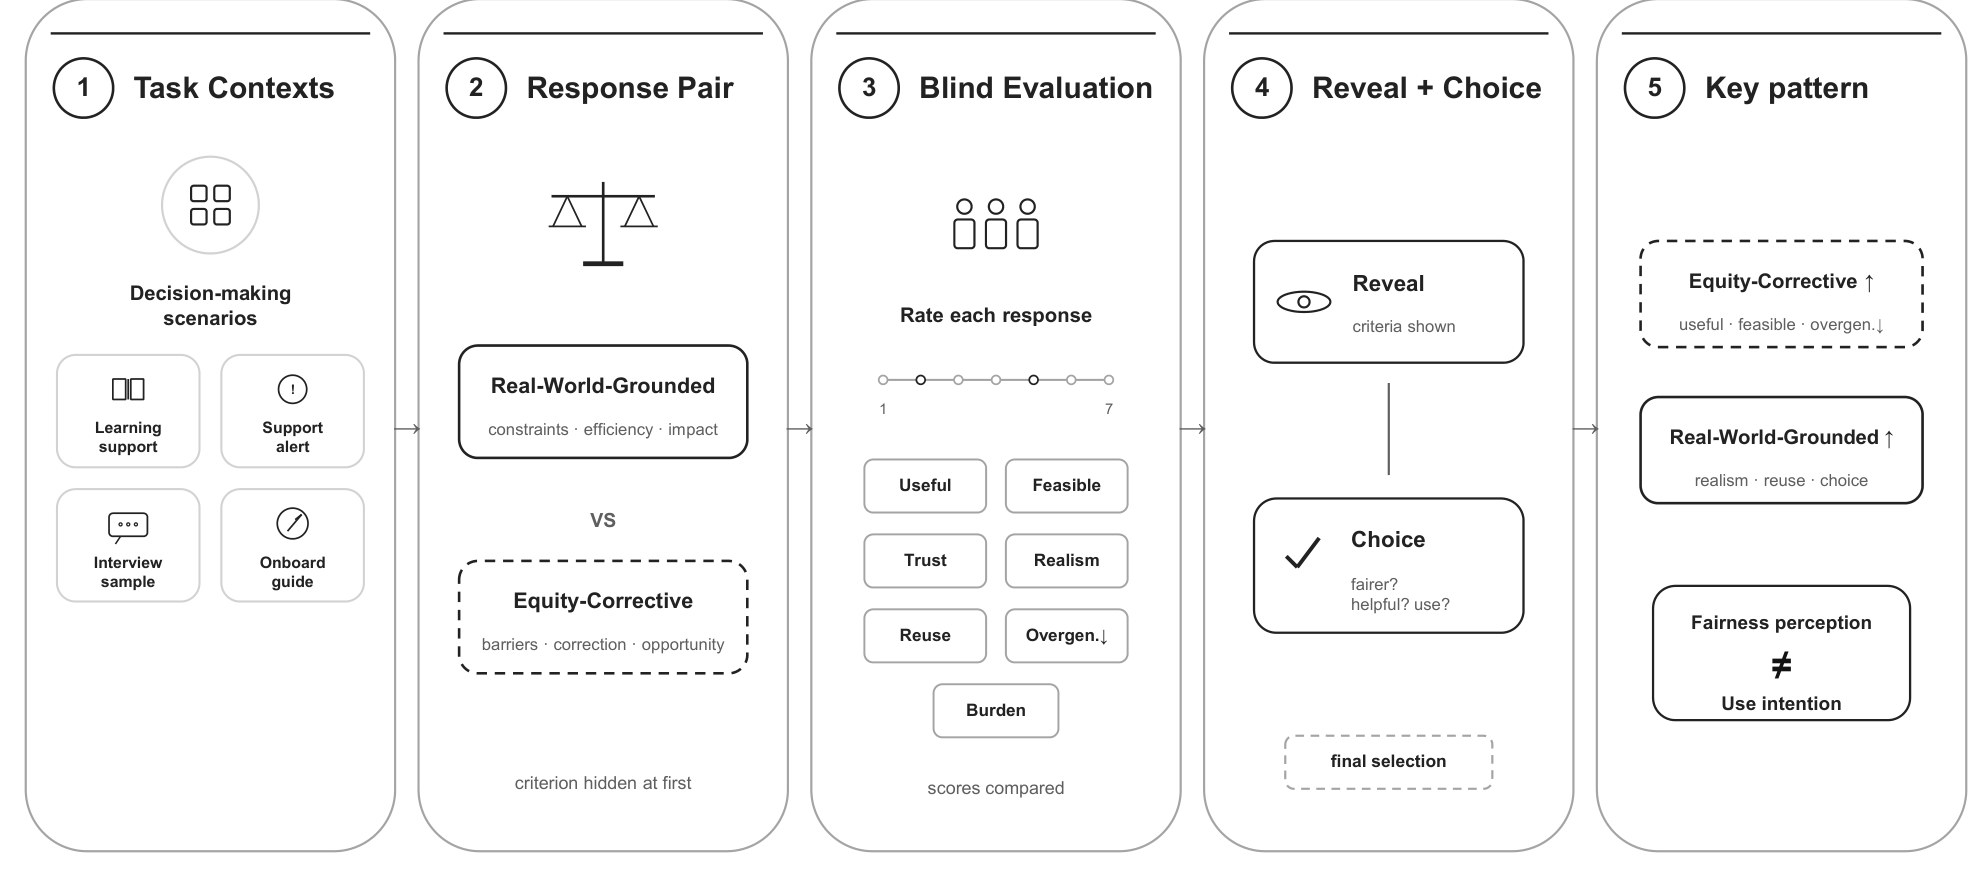 1 Task Contexts
Decision-making
scenarios
Learning
support
!
Support
alert
Interview
sample
Onboard
guide
2 Response Pair
Real-World-Grounded
constraints · efficiency · impact
VS
Equity-Corrective
barriers · correction · opportunity
criterion hidden at first
3 Blind Evaluation
Rate each response
1 7
Useful Feasible
Trust Realism
Reuse Overgen.↓
Burden
scores compared
4 Reveal + Choice
Reveal
criteria shown
Choice
fairer?
helpful? use?
final selection
5 Key pattern
Equity-Corrective ↑
useful · feasible · overgen.↓
Real-World-Grounded ↑
realism · reuse · choice
Fairness perception
≠
Use intention